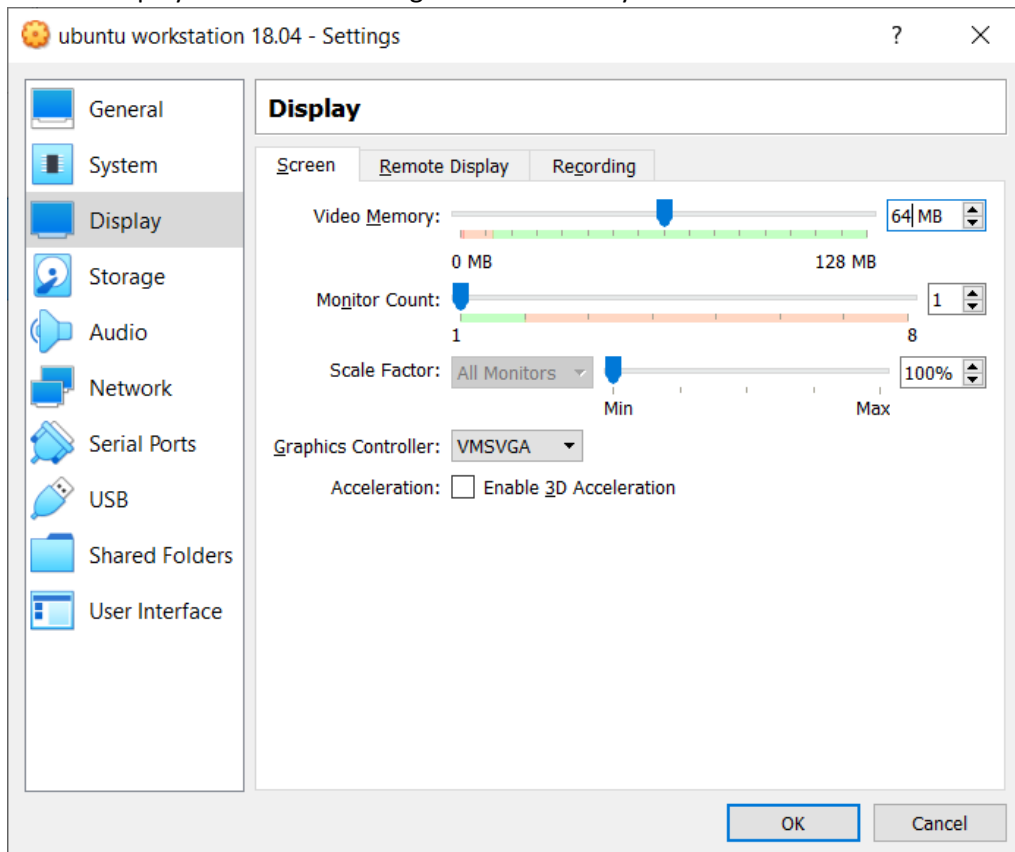 ubuntu workstation 18.04 - Settings ? ×
General
System
Display
Storage
Audio
Network
Serial Ports
USB
Shared Folders
User Interface
Display
Screen Remote Display Recording
Video Memory: 64 MB
0 MB 128 MB
Monitor Count: 1
1 8
Scale Factor: All Monitors 100%
Min Max
Graphics Controller: VMSVGA
Acceleration: Enable 3D Acceleration
OK Cancel